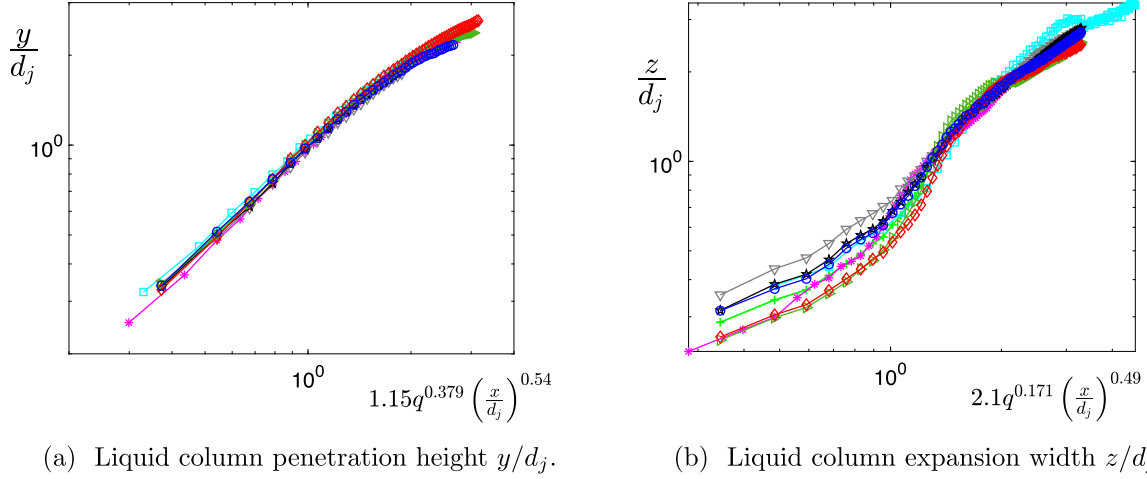 y/d_j
10^0
10^0
1.15q^{0.379} (x/d_j)^{0.54}
(a) Liquid column penetration height y/d_j.
z/d_j
10^0
10^0
2.1q^{0.171} (x/d_j)^{0.49}
(b) Liquid column expansion width z/d